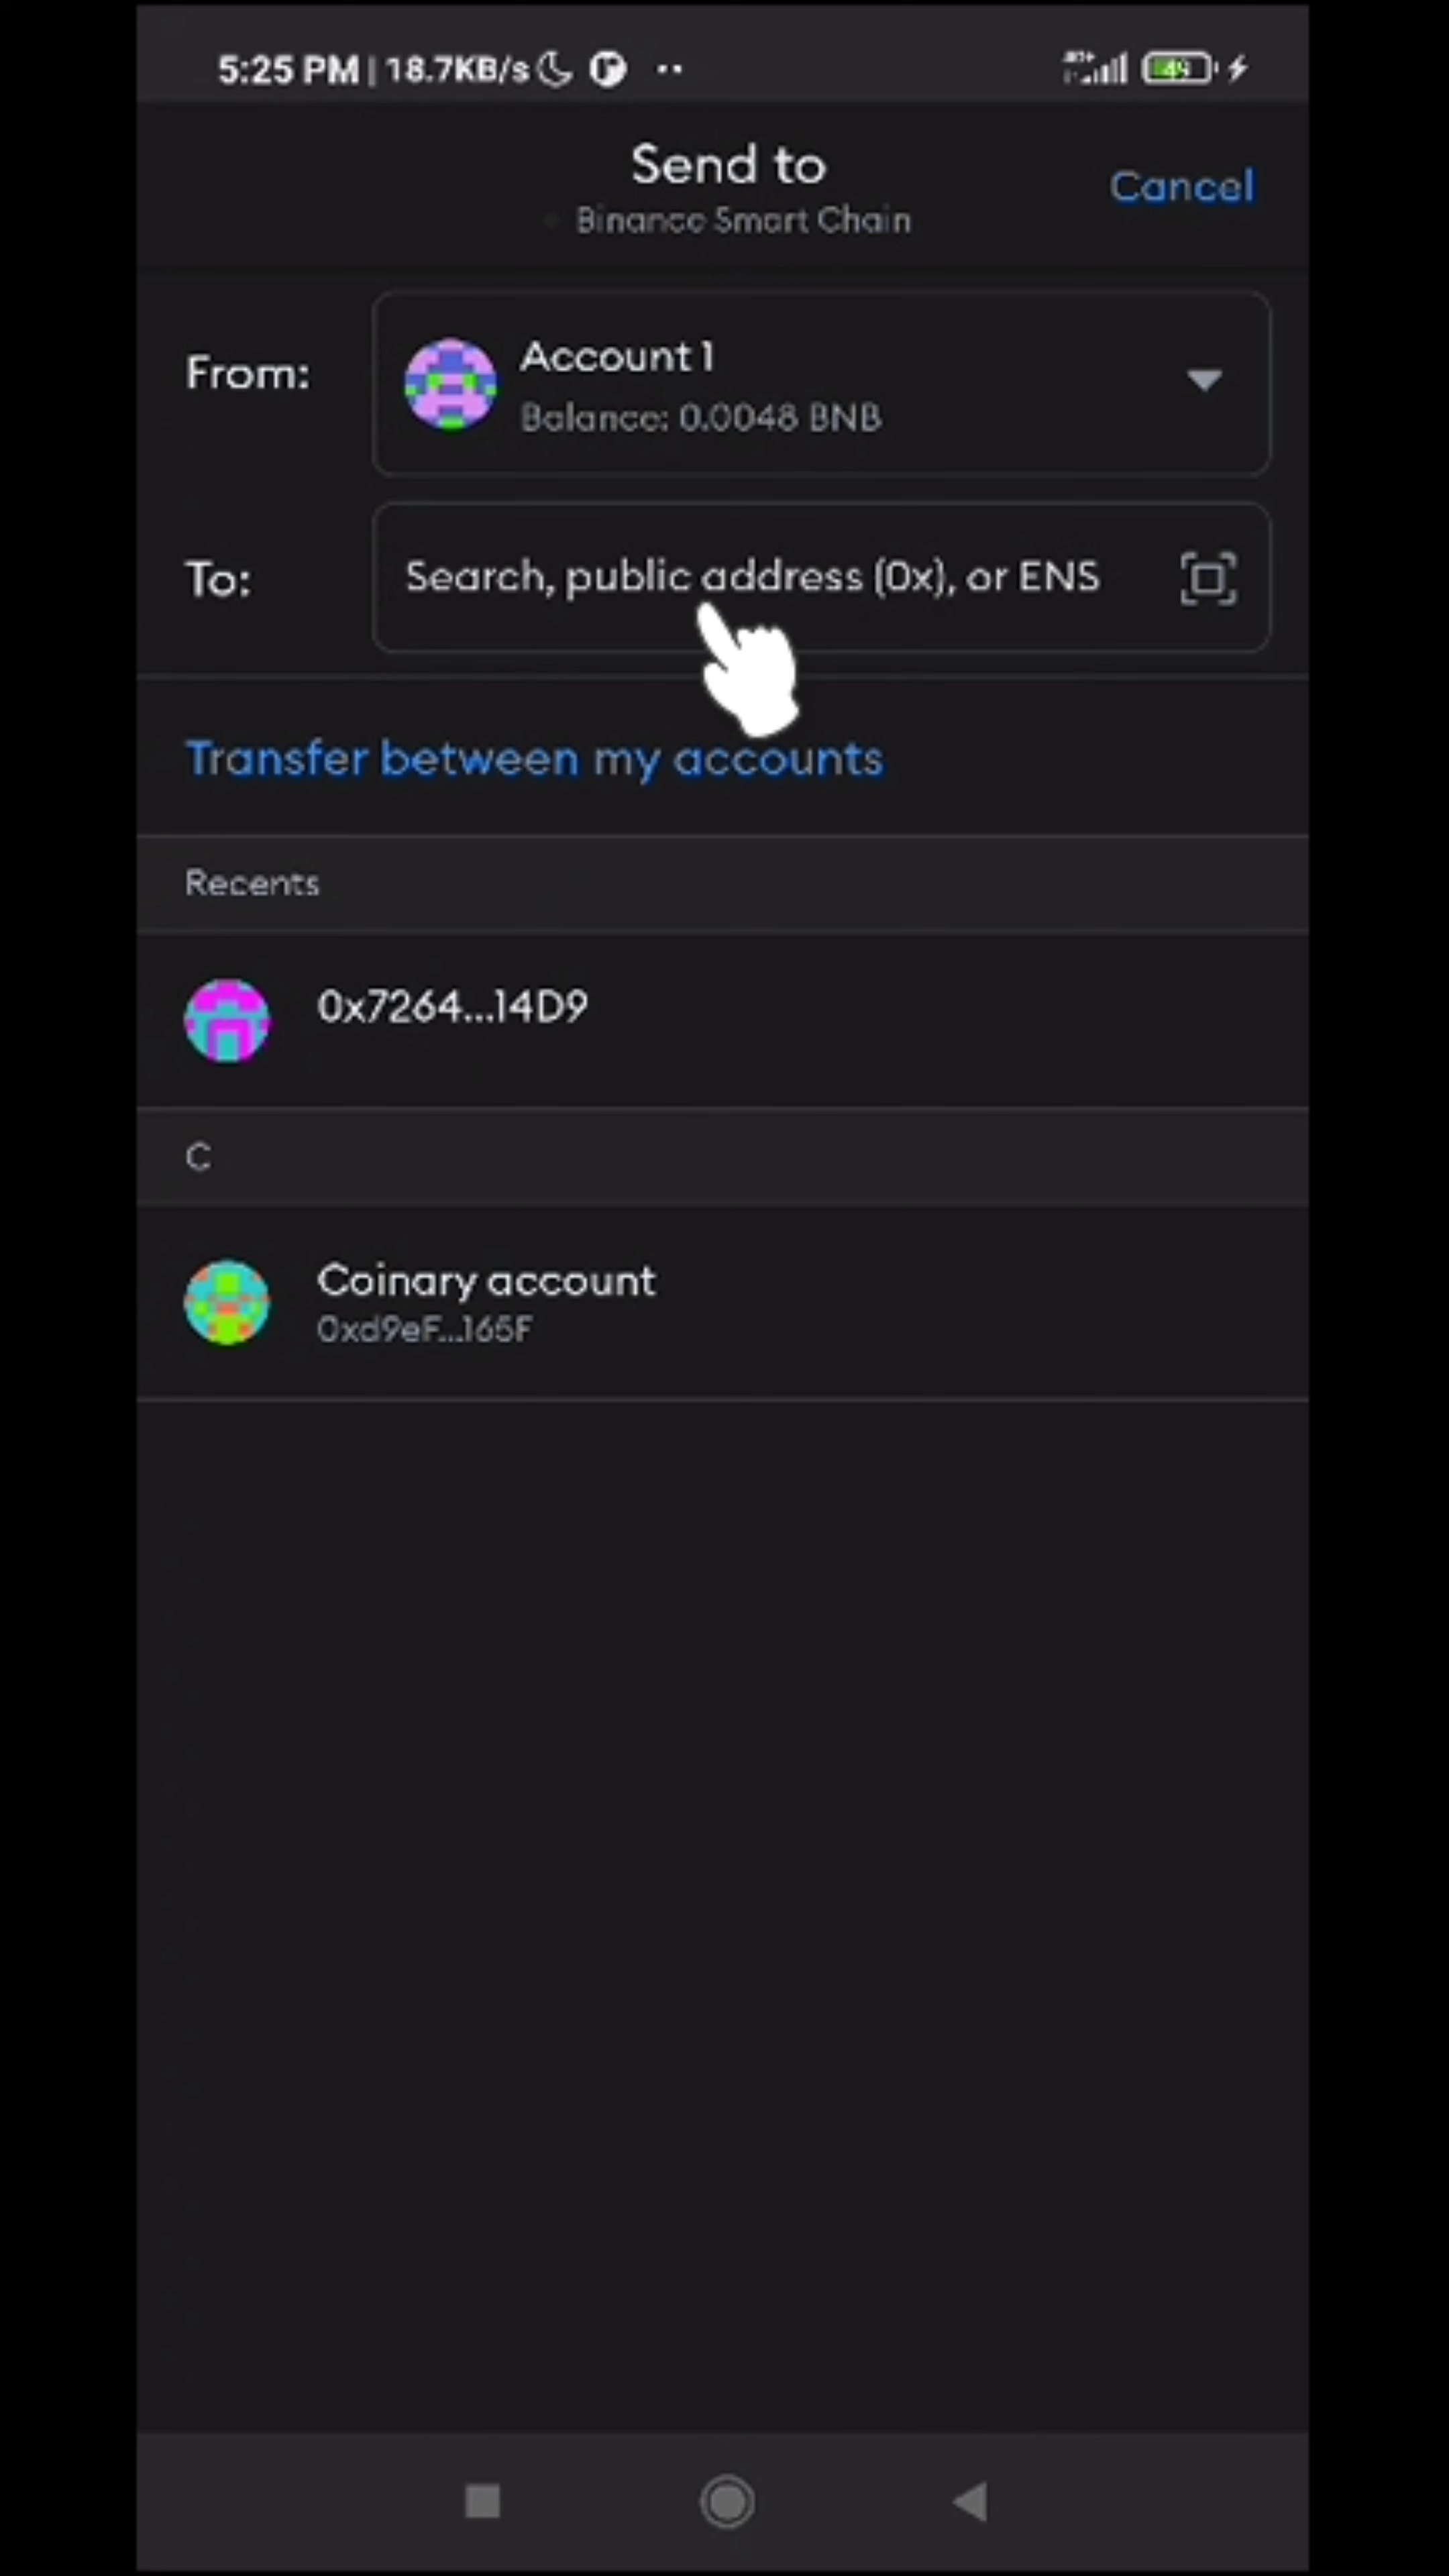 5:25 PM | 18.7KB/s
49
Send to
Cancel
Binance Smart Chain
From:
Account 1
Balance: 0.0048 BNB
To:
Search, public address (0x), or ENS
Transfer between my accounts
Recents
0x7264...14D9
C
Coinary account
0xd9eF...165F